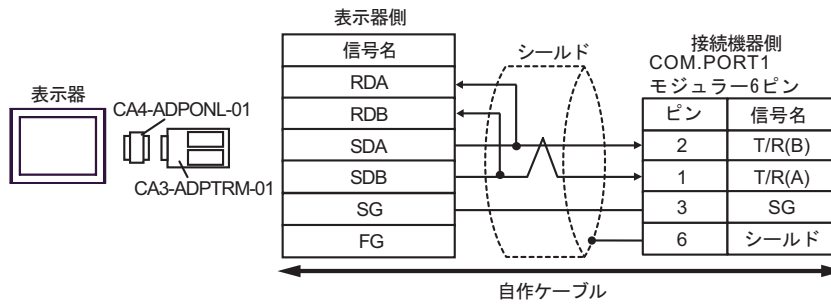 表示器
CA4-ADPONL-01
CA3-ADPTRM-01
表示器側
信号名
RDA
RDB
SDA
SDB
SG
FG
シールド
接続機器側
COM.PORT1
モジュラー6ピン
ピン 信号名
2 T/R(B)
1 T/R(A)
3 SG
6 シールド
自作ケーブル